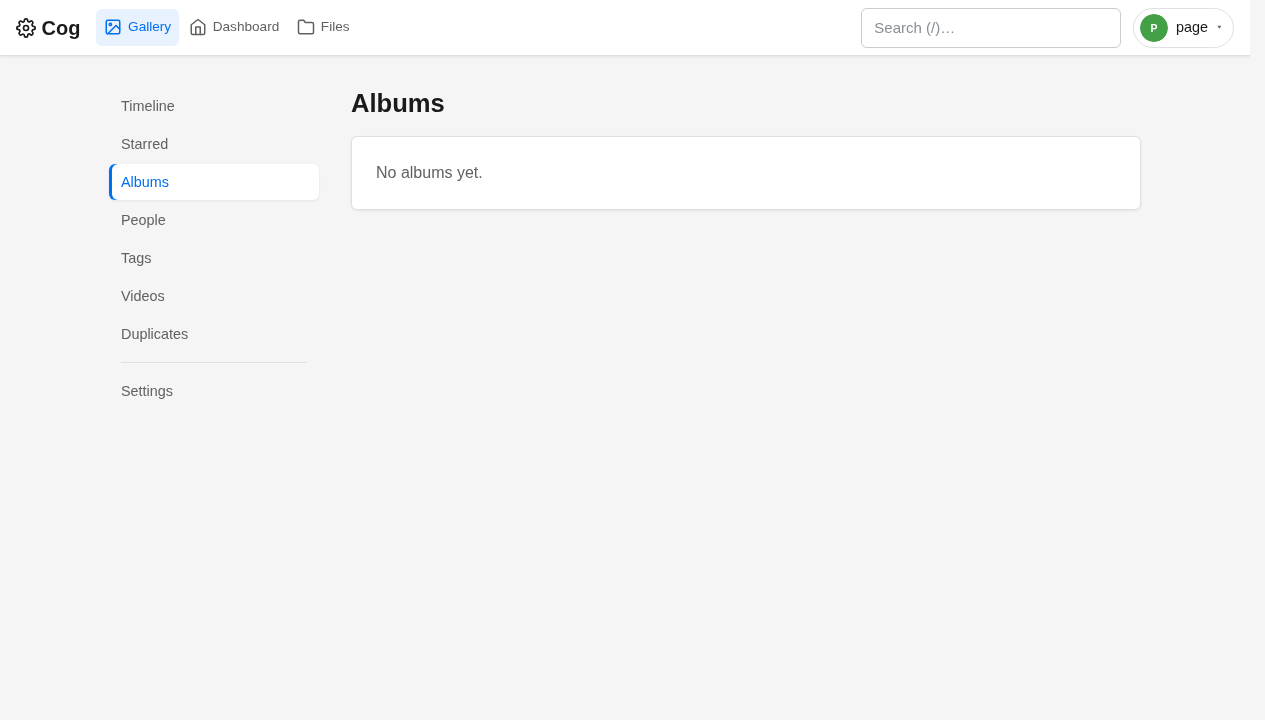 Cog
Gallery
Dashboard
Files
Search (/)…
P
page
Timeline
Starred
Albums
People
Tags
Videos
Duplicates
Settings
Albums
No albums yet.